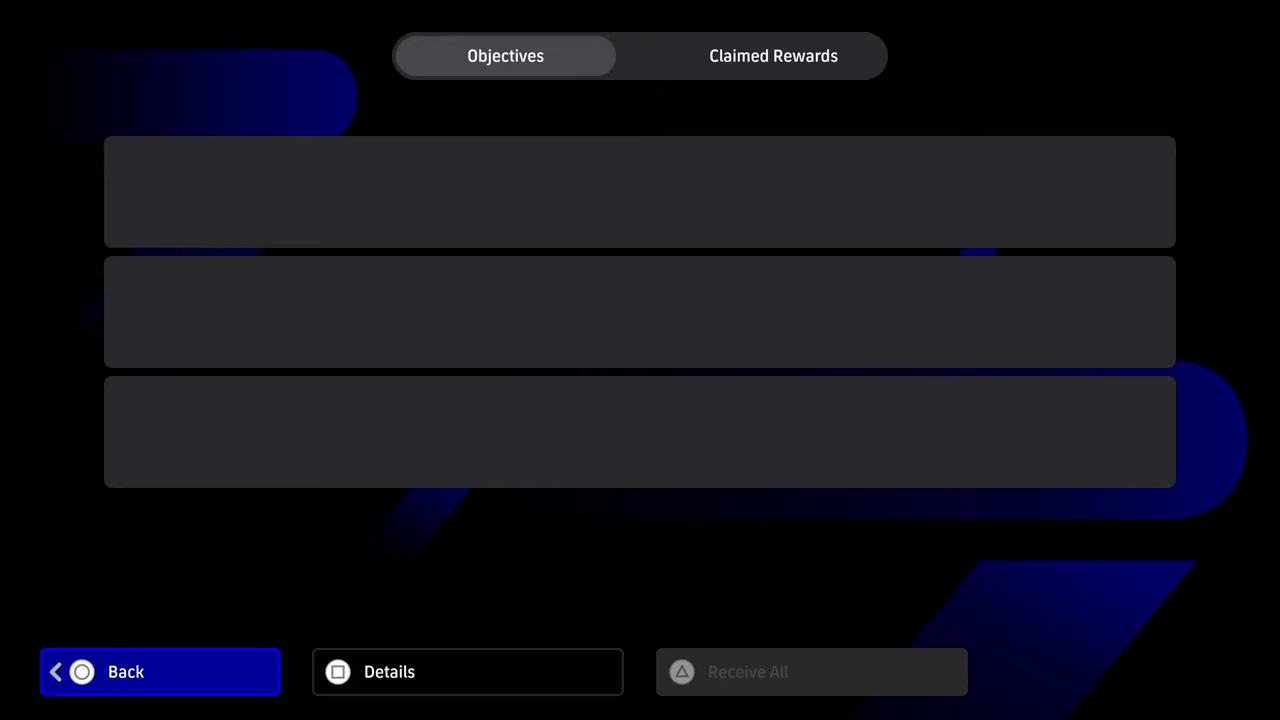 Objectives
Claimed Rewards
Back
Details
Receive All